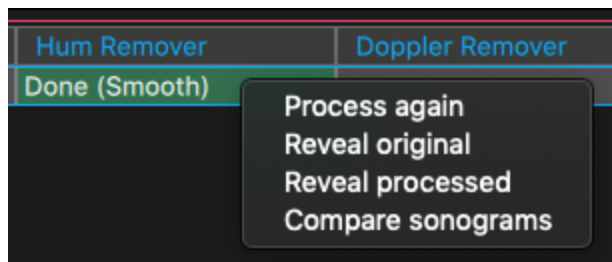 Hum Remover
Doppler Remover
Done (Smooth)
Process again
Reveal original
Reveal processed
Compare sonograms